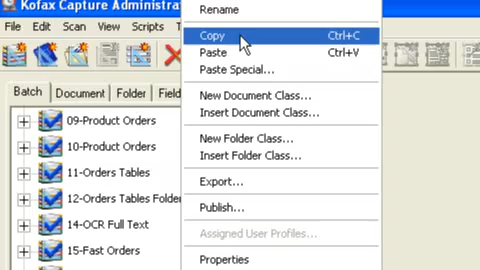 Kofax Capture Administra
File Edit Scan View Scripts T
Batch Document Folder Field
09-Product Orders
10-Product Orders
11-Orders Tables
12-Orders Tables Folder
14-OCR Full Text
15-Fast Orders
Rename
Copy Ctrl+C
Paste Ctrl+V
Paste Special...
New Document Class...
Insert Document Class...
New Folder Class...
Insert Folder Class...
Export...
Publish...
Assigned User Profiles...
Properties